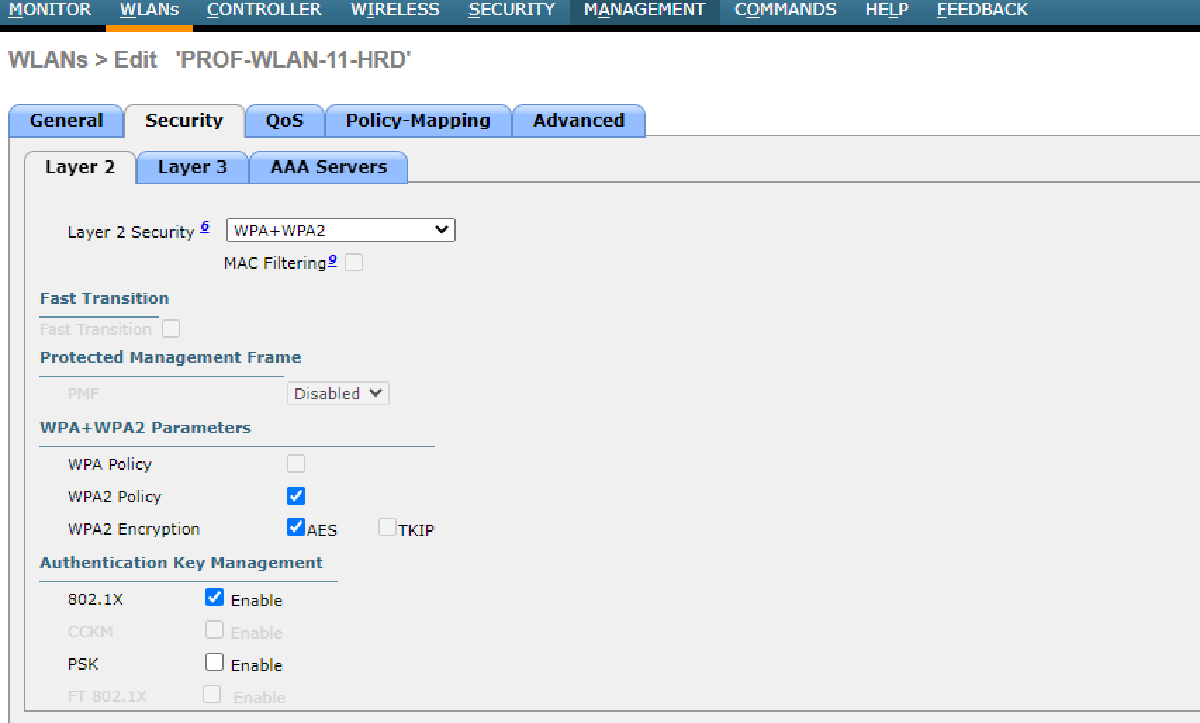 MONITOR WLANs CONTROLLER WIRELESS SECURITY MANAGEMENT COMMANDS HELP FEEDBACK
WLANs > Edit 'PROF-WLAN-11-HRD'
General Security QoS Policy-Mapping Advanced
Layer 2 Layer 3 AAA Servers
Layer 2 Security 6 WPA+WPA2
MAC Filtering 9
Fast Transition
Fast Transition
Protected Management Frame
PMF Disabled
WPA+WPA2 Parameters
WPA Policy
WPA2 Policy
WPA2 Encryption AES TKIP
Authentication Key Management
802.1X Enable
CCKM Enable
PSK Enable
FT 802.1X Enable